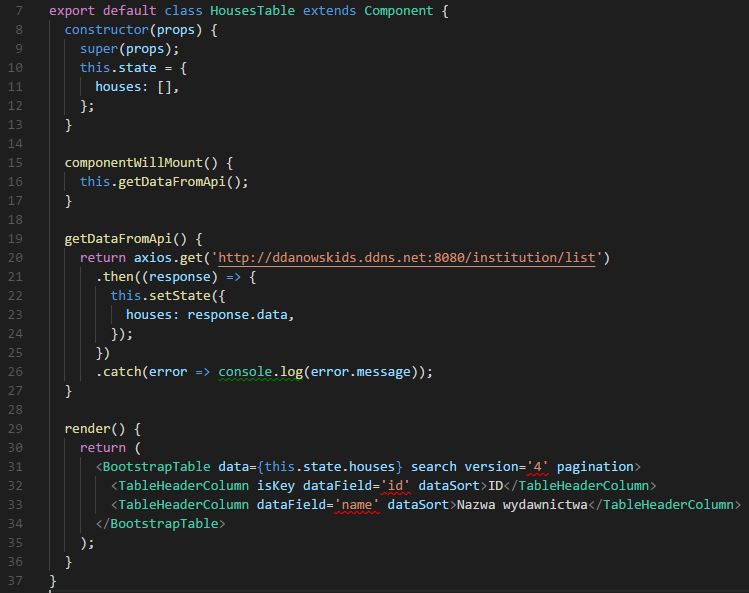 7 export default class HousesTable extends Component {
8 constructor(props) {
9 super(props);
10 this.state = {
11 houses: [],
12 };
13 }
14
15 componentWillMount() {
16 this.getDataFromApi();
17 }
18
19 getDataFromApi() {
20 return axios.get('http://ddanowskids.ddns.net:8080/institution/list')
21 .then((response) => {
22 this.setState({
23 houses: response.data,
24 });
25 })
26 .catch(error => console.log(error.message));
27 }
28
29 render() {
30 return (
31 <BootstrapTable data={this.state.houses} search version='4' pagination>
32 <TableHeaderColumn isKey dataField='id' dataSort>ID</TableHeaderColumn>
33 <TableHeaderColumn dataField='name' dataSort>Nazwa wydawnictwa</TableHeaderColumn>
34 </BootstrapTable>
35 );
36 }
37 }